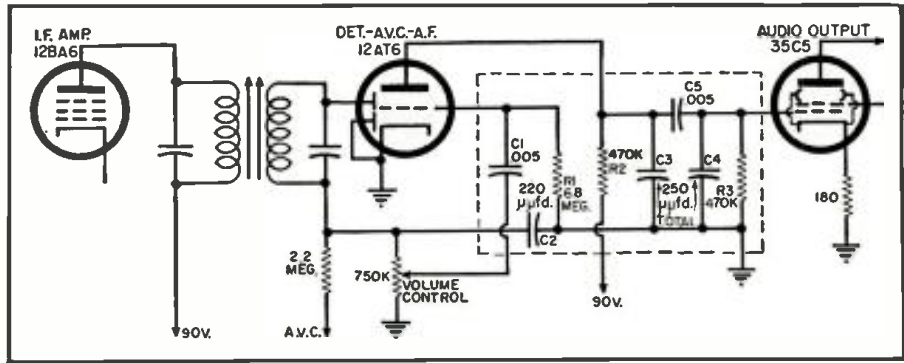 I.F. AMP.
12BA6
DET.-A.V.C.-A.F.
12AT6
AUDIO OUTPUT
35C5
C5
.005
C1
.005
R1
6.8
MEG.
470K
R2
C3
C4
250
μμfd.
TOTAL
R3
470K
220
μμfd.
C2
180
2.2
MEG.
750K
VOLUME
CONTROL
90V.
A.V.C.
90V.